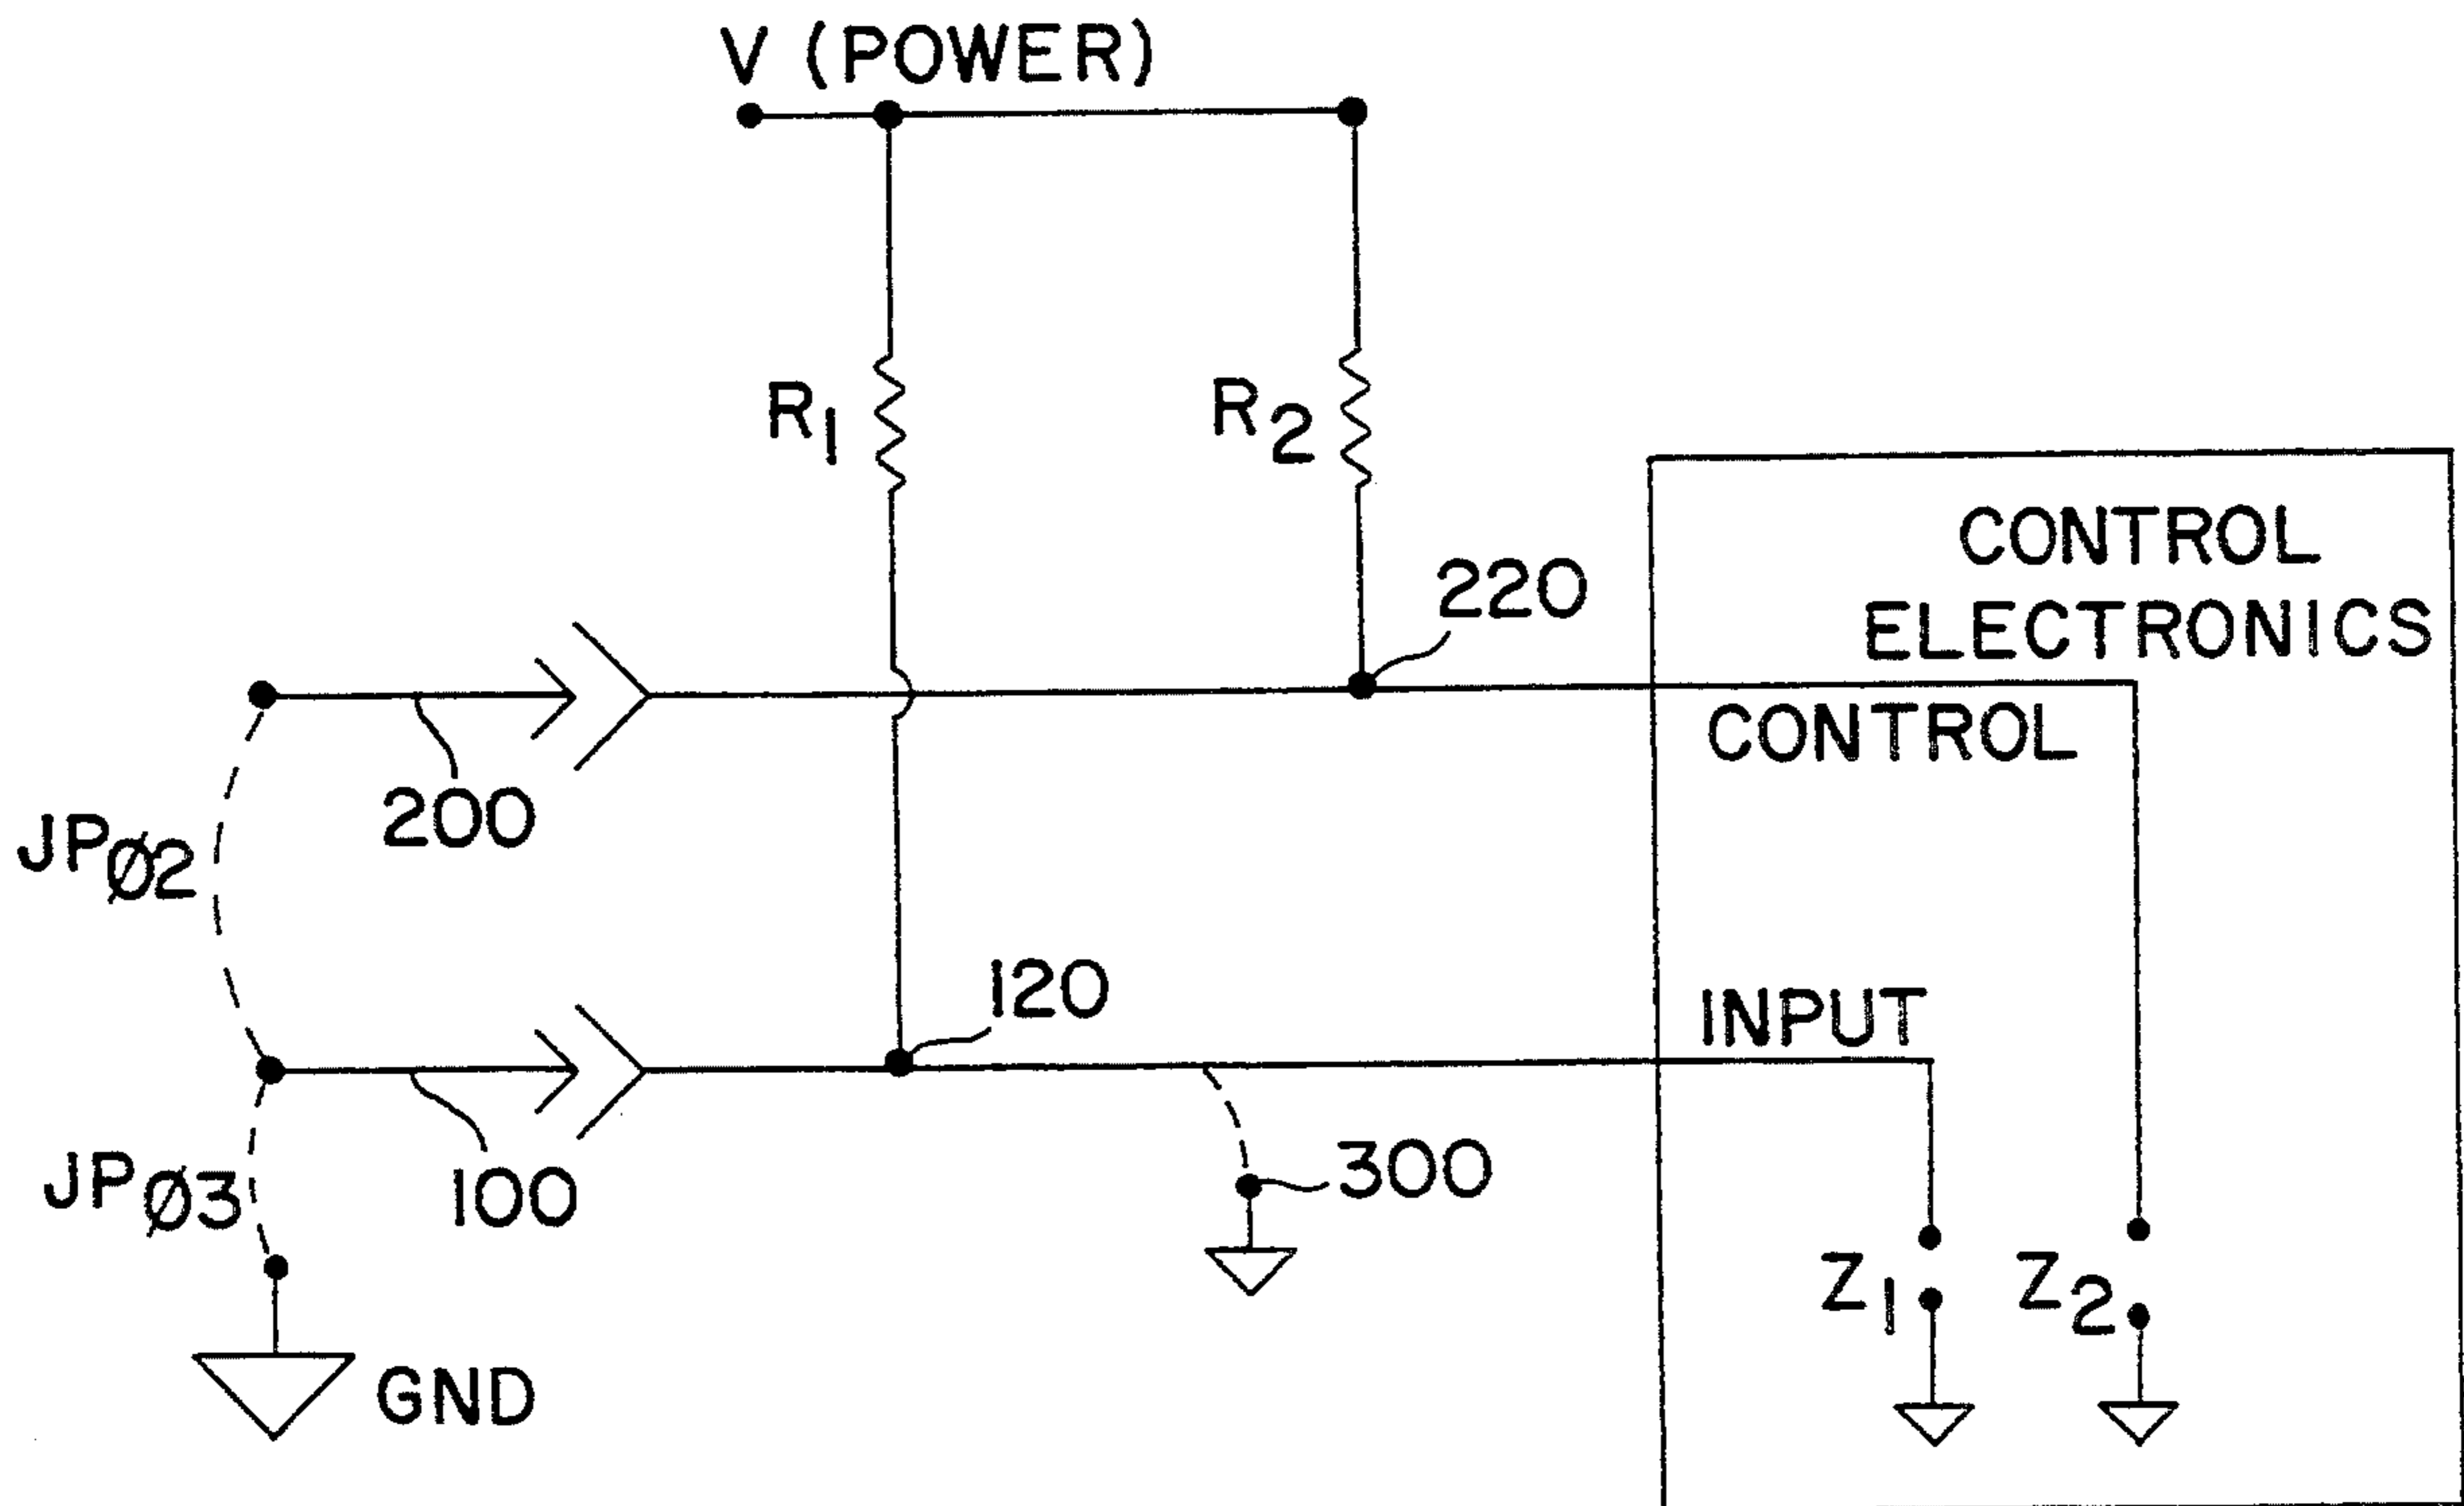 V (POWER)
R1
R2
CONTROL
ELECTRONICS
220
CONTROL
200
JPØ2
120
INPUT
JPØ3
100
300
Z1
Z2
GND